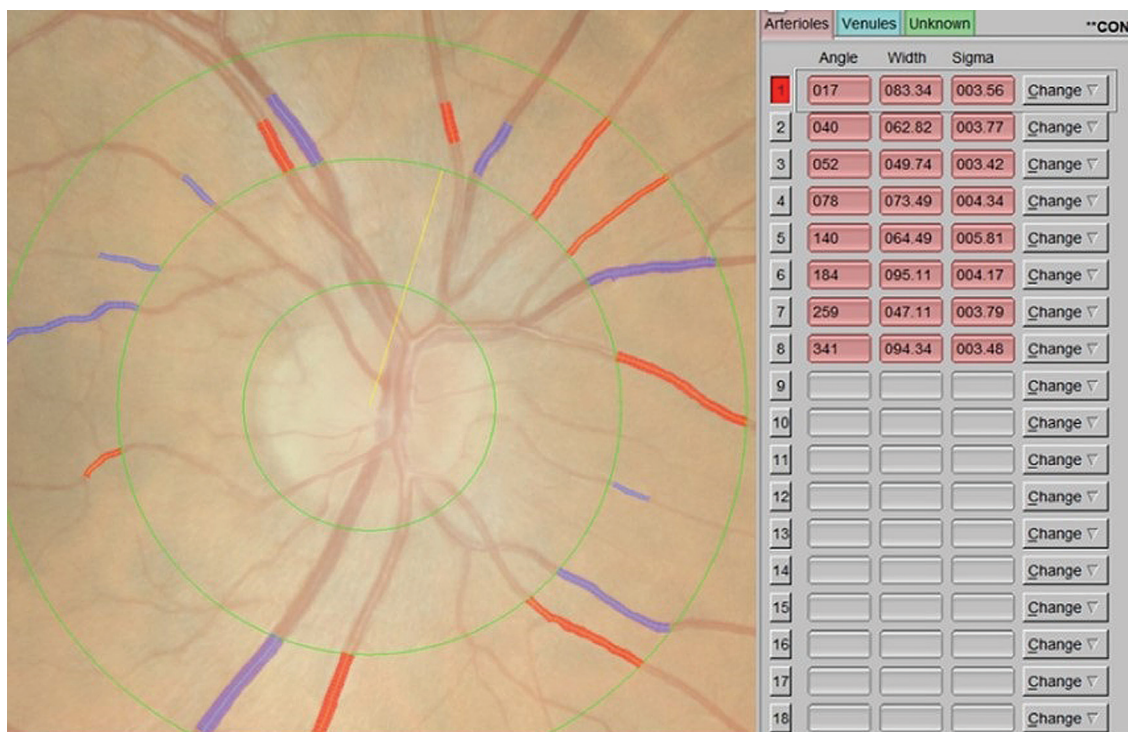 Arterioles Venules Unknown **CON
Angle Width Sigma
1 017 083.34 003.56 Change
2 040 062.82 003.77 Change
3 052 049.74 003.42 Change
4 078 073.49 004.34 Change
5 140 064.49 005.81 Change
6 184 095.11 004.17 Change
7 259 047.11 003.79 Change
8 341 094.34 003.48 Change
9 Change
10 Change
11 Change
12 Change
13 Change
14 Change
15 Change
16 Change
17 Change
18 Change